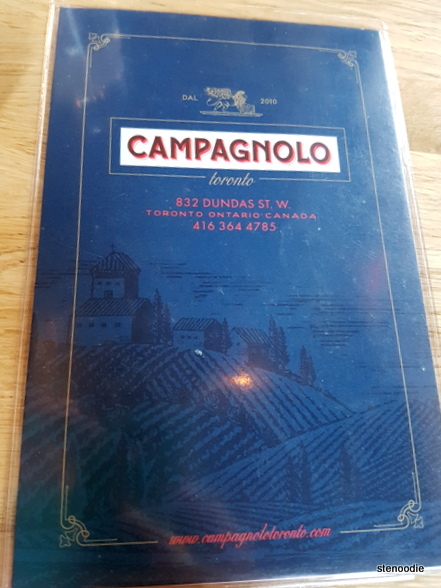 DAL 2010
CAMPAGNOLO
toronto
832 DUNDAS ST. W.
TORONTO ONTARIO CANADA
416 364 4785
www.campagnolotoronto.com
stenoodie